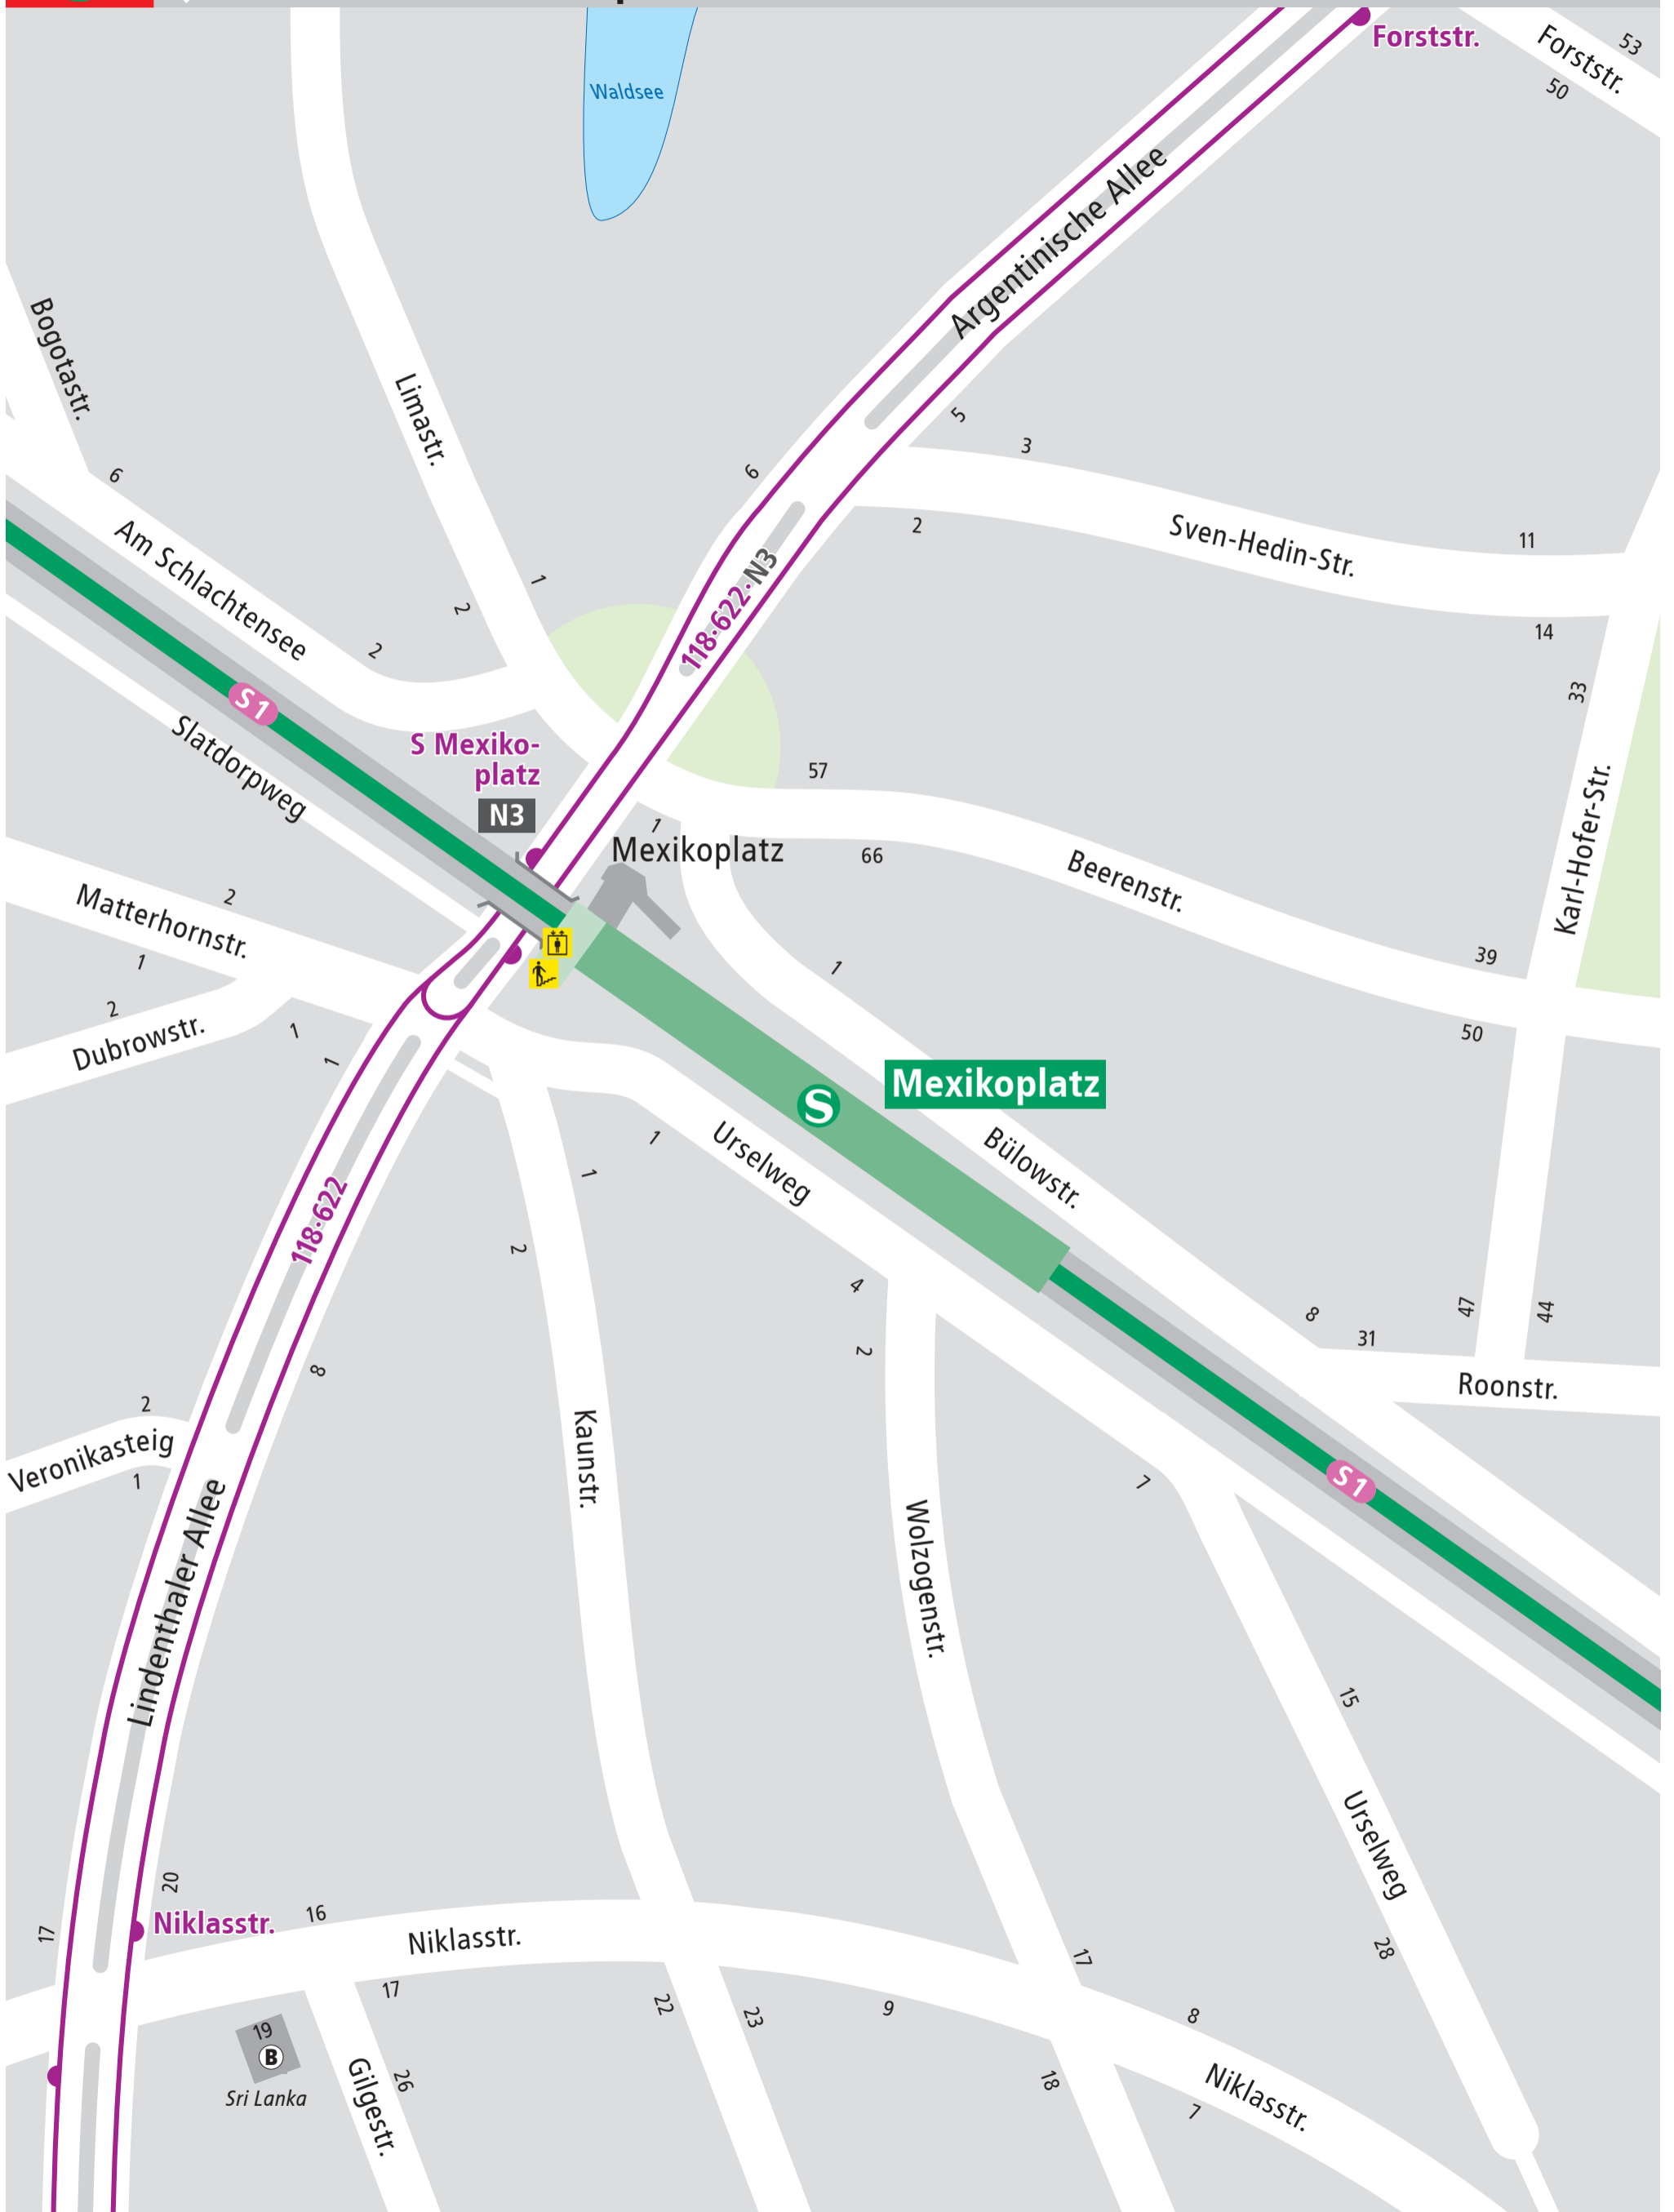 Forststr.
Forststr.
53
50
Waldsee
Argentinische Allee
Bogotastr.
Limastr.
5
3
6
6
2
Sven-Hedin-Str.
11
14
Am Schlachtensee
1
2
2
118·622·N3
33
S 1
Slatdorpweg
S Mexiko-
platz
N3
57
1
Mexikoplatz
66
Beerenstr.
Karl-Hofer-Str.
2
Matterhornstr.
1
39
1
50
2
Dubrowstr.
1
1
Mexikoplatz
S
1
Urselweg
Bülowstr.
1
118·622
2
4
8
47
44
31
2
8
Roonstr.
2
Veronikasteig
1
Kaunstr.
7
S 1
Lindenthaler Allee
Wolzogenstr.
15
Urselweg
20
17
Niklasstr.
16
Niklasstr.
17
28
17
22
23
9
8
19
B
Sri Lanka
Gilgestr.
26
18
Niklasstr.
7